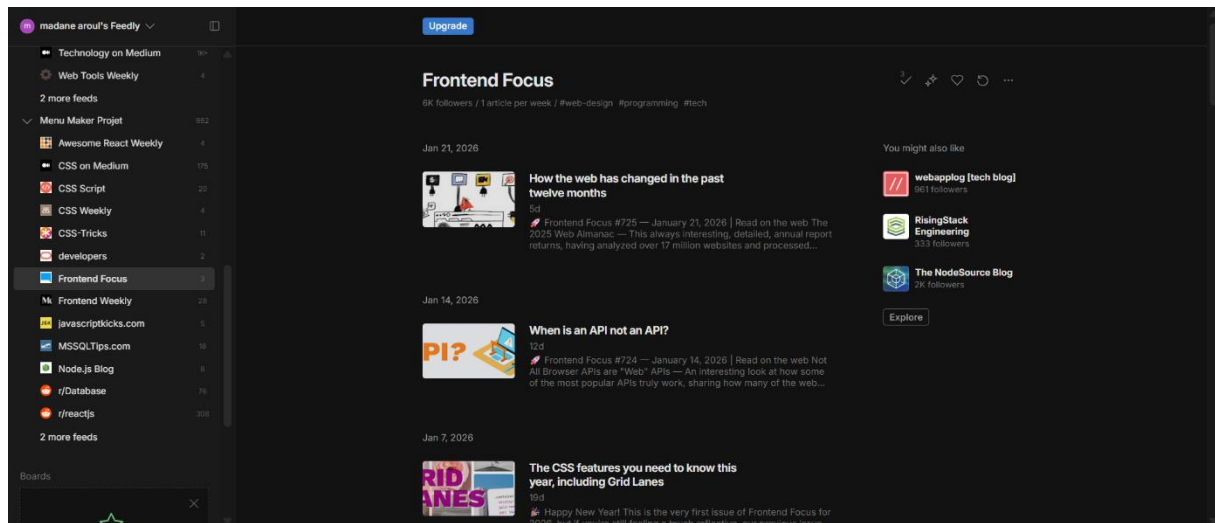 madane aroul's Feedly
Technology on Medium 1K+
Web Tools Weekly 4
2 more feeds
Menu Maker Projet 662
Awesome React Weekly 4
CSS on Medium 175
CSS Script 20
CSS Weekly 4
CSS-Tricks 11
developers 2
Frontend Focus 3
Frontend Weekly 28
javascriptkicks.com 5
MSSQLTips.com 18
Node.js Blog 6
r/Database 76
r/reactjs 308
2 more feeds
Boards
Upgrade
Frontend Focus
3
6K followers / 1 article per week / #web-design #programming #tech
Jan 21, 2026
How the web has changed in the past
twelve months
5d
🚀 Frontend Focus #725 — January 21, 2026 | Read on the web The
2025 Web Almanac — This always interesting, detailed, annual report
returns, having analyzed over 17 million websites and processed...
Jan 14, 2026
PI?
When is an API not an API?
12d
🚀 Frontend Focus #724 — January 14, 2026 | Read on the web Not
All Browser APIs are "Web" APIs — An interesting look at how some
of the most popular APIs truly work, sharing how many of the web...
Jan 7, 2026
RID
ANES
The CSS features you need to know this
year, including Grid Lanes
19d
🎉 Happy New Year! This is the very first issue of Frontend Focus for
You might also like
webapplog [tech blog]
961 followers
RisingStack
Engineering
333 followers
The NodeSource Blog
2K followers
Explore